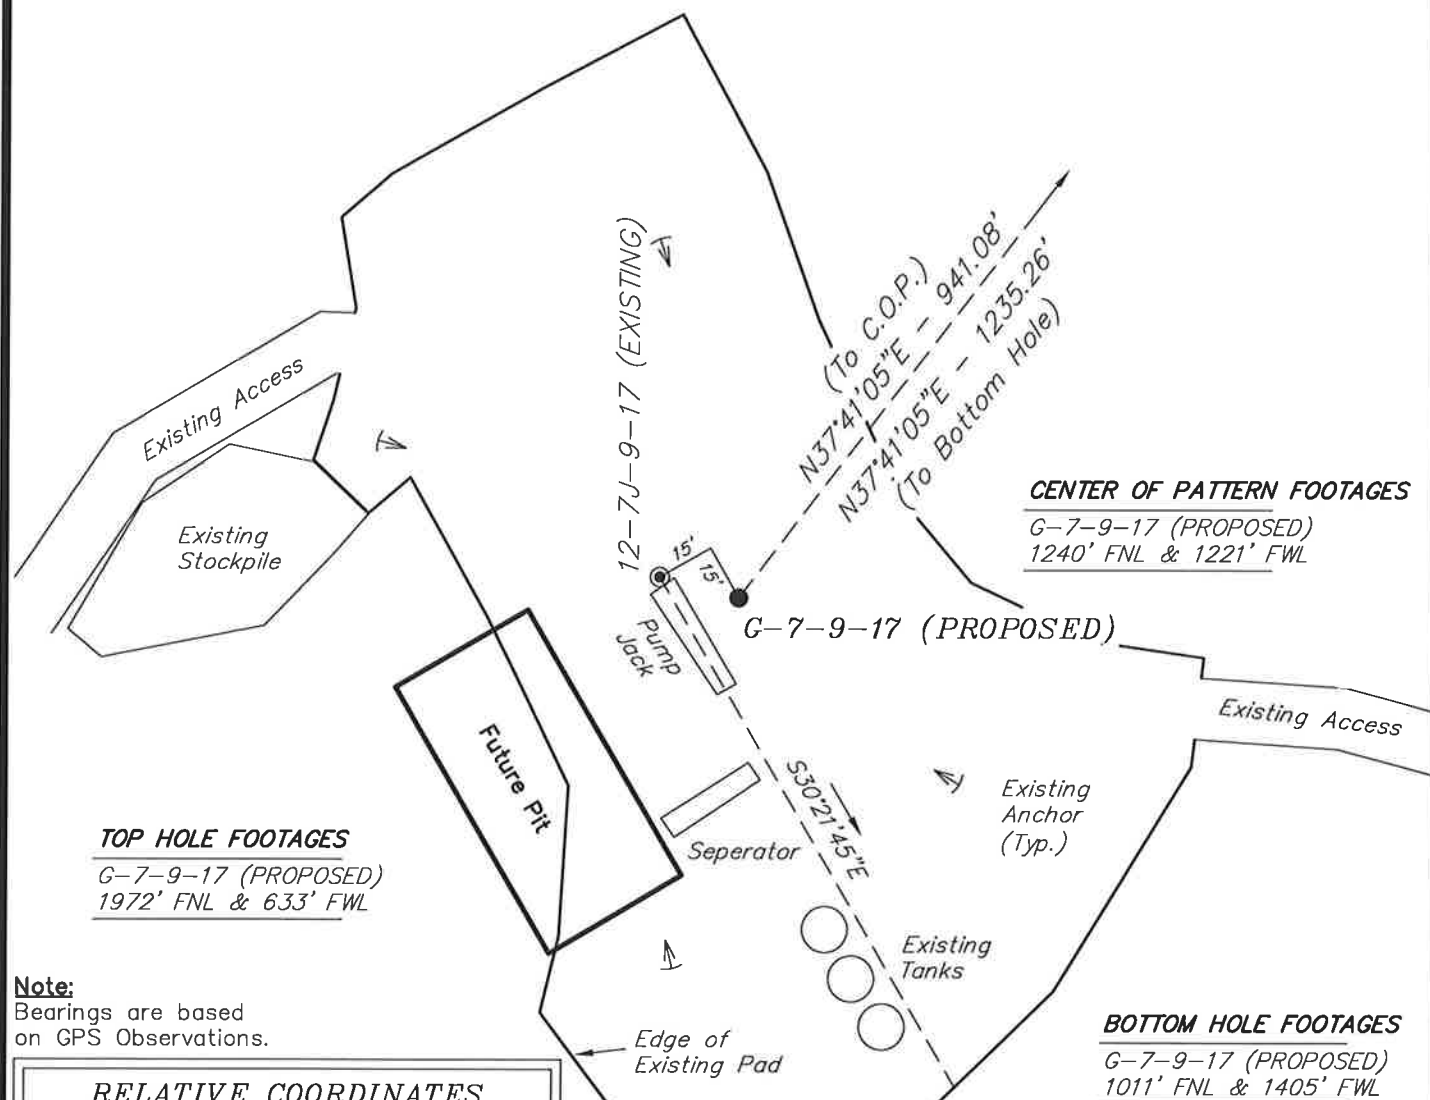 12-7J-9-17 (EXISTING)
(To C.O.P.)
N37°41'05"E - 941.08'
N37°41'05"E - 1235.26'
(To Bottom Hole)
Existing Access
Existing
Stockpile
15'
15'
CENTER OF PATTERN FOOTAGES
G-7-9-17 (PROPOSED)
1240' FNL & 1221' FWL
G-7-9-17 (PROPOSED)
Pump
Jack
Existing Access
Future Pit
S30°21'45"E
Existing
Anchor
(Typ.)
TOP HOLE FOOTAGES
G-7-9-17 (PROPOSED)
1972' FNL & 633' FWL
Seperator
Existing
Tanks
Note:
Bearings are based
on GPS Observations.
Edge of
Existing Pad
BOTTOM HOLE FOOTAGES
G-7-9-17 (PROPOSED)
1011' FNL & 1405' FWL
RELATIVE COORDINATES